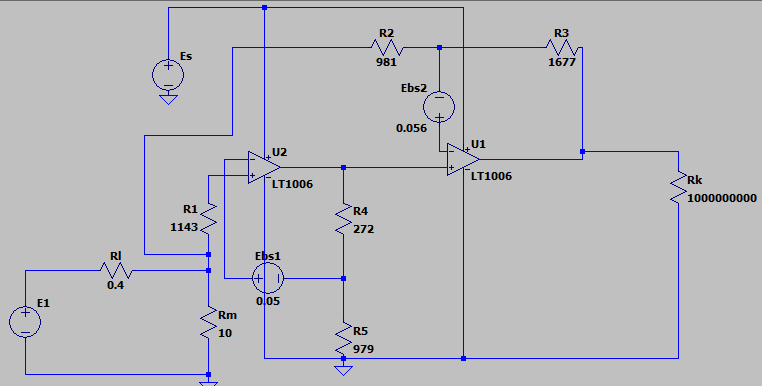 R2
981
R3
1677
Es
Ebs2
0.056
U2
LT1006
U1
LT1006
R1
1143
R4
272
Rk
1000000000
Rl
0.4
Ebs1
0.05
E1
Rm
10
R5
979